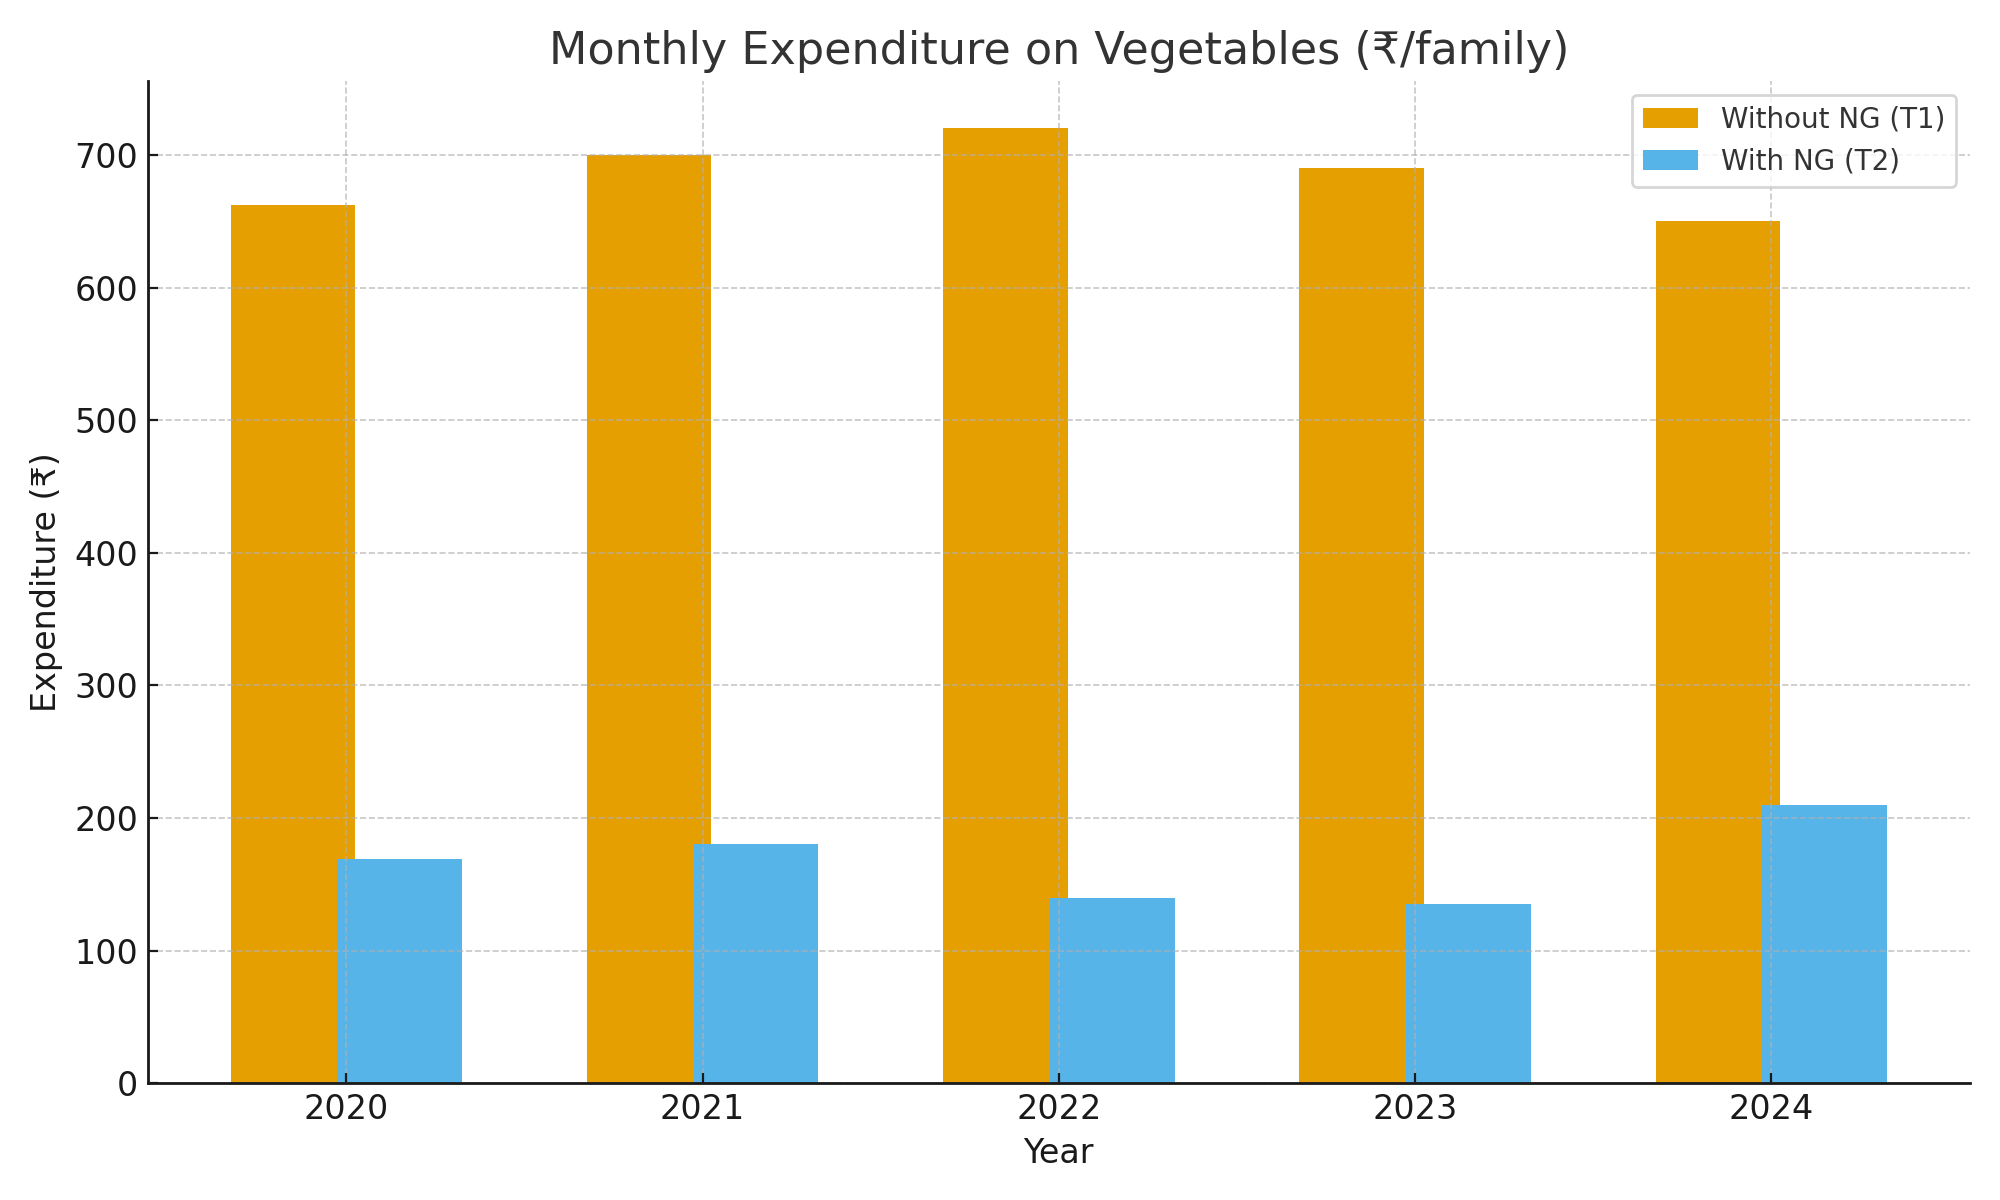 Monthly Expenditure on Vegetables (₹/family)
Without NG (T1)
With NG (T2)
700
600
500
400
300
200
100
0
Expenditure (₹)
2020 2021 2022 2023 2024
Year